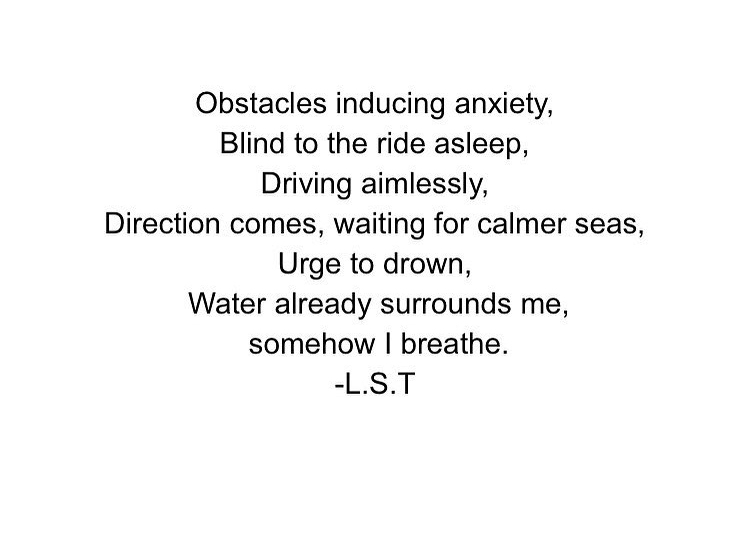 Obstacles inducing anxiety,
Blind to the ride asleep,
Driving aimlessly,
Direction comes, waiting for calmer seas,
Urge to drown,
Water already surrounds me,
somehow I breathe.
-L.S.T